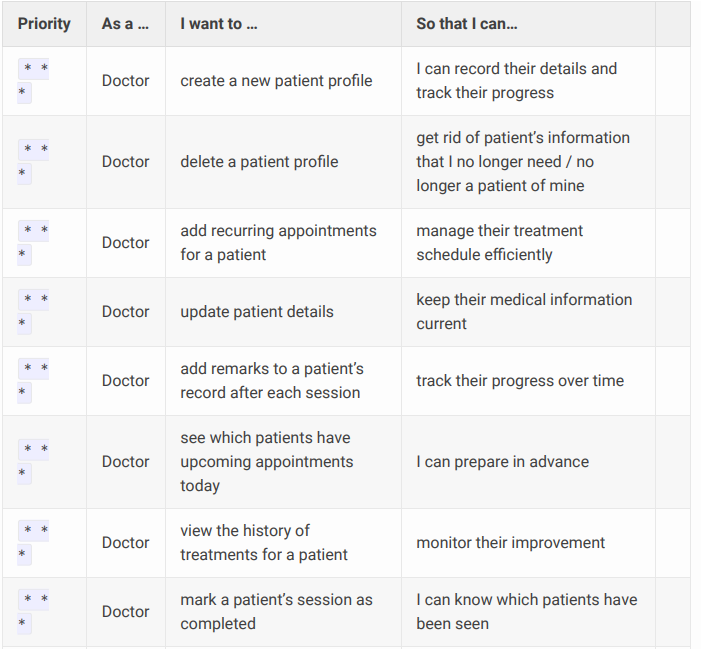 Priority As a … I want to … So that I can…
* *
*
Doctor
create a new patient profile
I can record their details and
track their progress
* *
*
Doctor
delete a patient profile
get rid of patient’s information
that I no longer need / no
longer a patient of mine
* *
*
Doctor
add recurring appointments
for a patient
manage their treatment
schedule efficiently
* *
*
Doctor
update patient details
keep their medical information
current
* *
*
Doctor
add remarks to a patient’s
record after each session
track their progress over time
* *
*
Doctor
see which patients have
upcoming appointments
today
I can prepare in advance
* *
*
Doctor
view the history of
treatments for a patient
monitor their improvement
* *
*
Doctor
mark a patient’s session as
completed
I can know which patients have
been seen